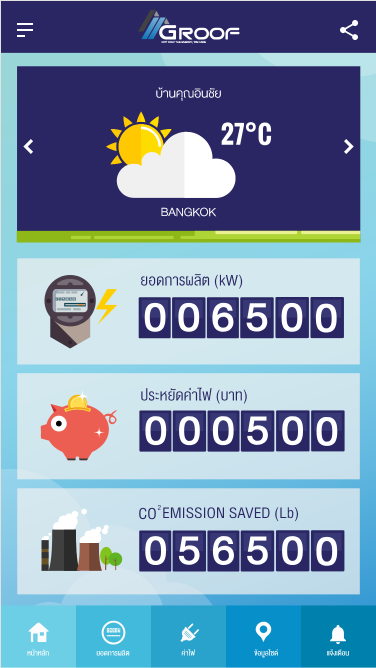 GROOF
บ้านคุณอินชัย
27°C
BANGKOK
ยอดการผลิต (kW)
006500
ประหยัดค่าไฟ (บาท)
000500
CO²EMISSION SAVED (Lb)
056500
หน้าหลัก
ยอดการผลิต
ค่าไฟ
ข้อมูลไซต์
แจ้งเตือน